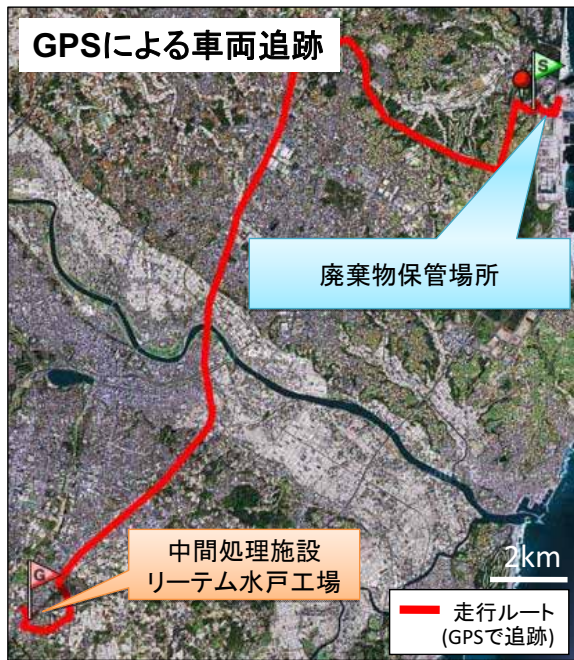 GPSによる車両追跡
S
廃棄物保管場所
中間処理施設
リーテム水戸工場
G
2km
走行ルート
(GPSで追跡)